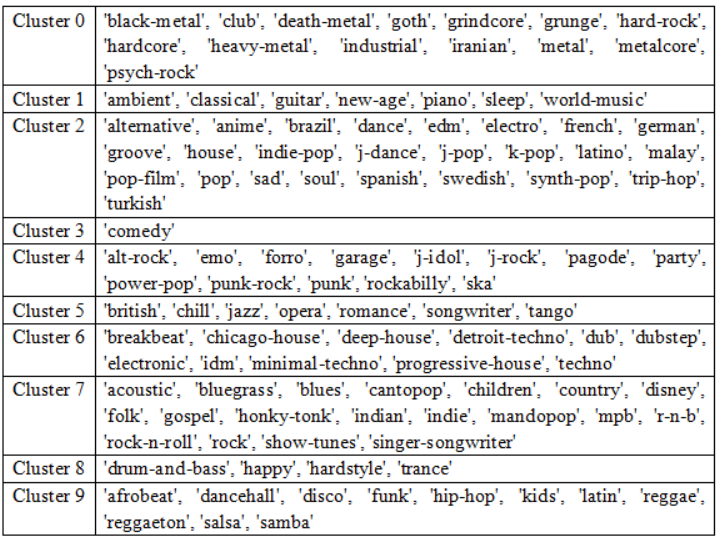 Cluster 0 'black-metal', 'club', 'death-metal', 'goth', 'grindcore', 'grunge', 'hard-rock',
'hardcore', 'heavy-metal', 'industrial', 'iranian', 'metal', 'metalcore',
'psych-rock'
Cluster 1 'ambient', 'classical', 'guitar', 'new-age', 'piano', 'sleep', 'world-music'
Cluster 2 'alternative', 'anime', 'brazil', 'dance', 'edm', 'electro', 'french', 'german',
'groove', 'house', 'indie-pop', 'j-dance', 'j-pop', 'k-pop', 'latino', 'malay',
'pop-film', 'pop', 'sad', 'soul', 'spanish', 'swedish', 'synth-pop', 'trip-hop',
'turkish'
Cluster 3 'comedy'
Cluster 4 'alt-rock', 'emo', 'forro', 'garage', 'j-idol', 'j-rock', 'pagode', 'party',
'power-pop', 'punk-rock', 'punk', 'rockabilly', 'ska'
Cluster 5 'british', 'chill', 'jazz', 'opera', 'romance', 'songwriter', 'tango'
Cluster 6 'breakbeat', 'chicago-house', 'deep-house', 'detroit-techno', 'dub', 'dubstep',
'electronic', 'idm', 'minimal-techno', 'progressive-house', 'techno'
Cluster 7 'acoustic', 'bluegrass', 'blues', 'cantopop', 'children', 'country', 'disney',
'folk', 'gospel', 'honky-tonk', 'indian', 'indie', 'mandopop', 'mpb', 'r-n-b',
'rock-n-roll', 'rock', 'show-tunes', 'singer-songwriter'
Cluster 8 'drum-and-bass', 'happy', 'hardstyle', 'trance'
Cluster 9 'afrobeat', 'dancehall', 'disco', 'funk', 'hip-hop', 'kids', 'latin', 'reggae',
'reggaeton', 'salsa', 'samba'